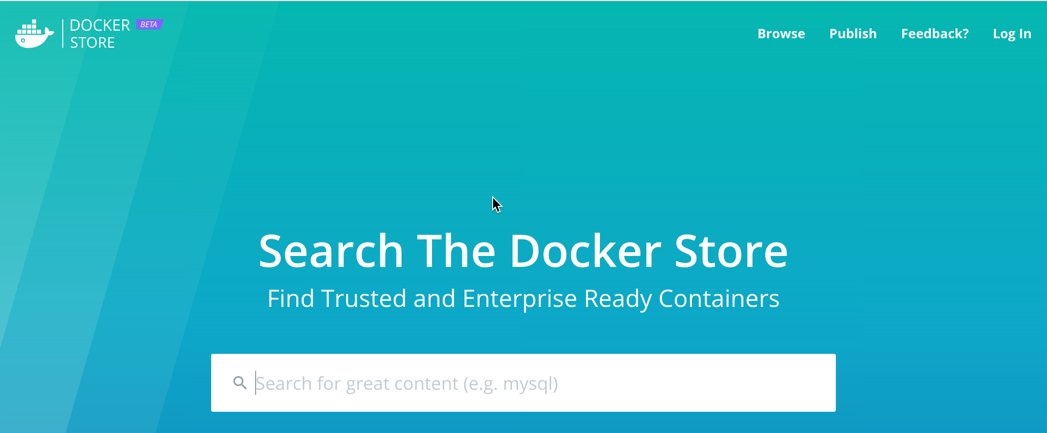 DOCKER BETA
STORE
Browse Publish Feedback? Log In
Search The Docker Store
Find Trusted and Enterprise Ready Containers
Search for great content (e.g. mysql)